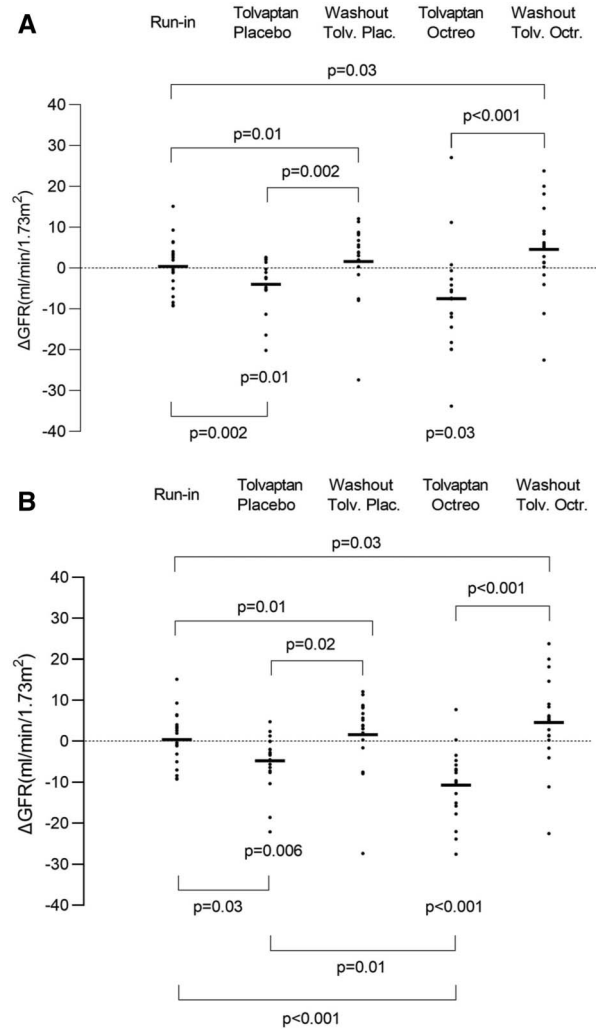 A
Run-in
Tolvaptan
Placebo
Washout
Tolv. Plac.
Tolvaptan
Octreo
Washout
Tolv. Octr.
p=0.03
p<0.001
p=0.01
p=0.002
40
30
20
10
0
-10
-20
-30
-40
ΔGFR(ml/min/1.73m²)
p=0.01
p=0.002
p=0.03
B
Run-in
Tolvaptan
Placebo
Washout
Tolv. Plac.
Tolvaptan
Octreo
Washout
Tolv. Octr.
p=0.03
p<0.001
p=0.01
p=0.02
40
30
20
10
0
-10
-20
-30
-40
ΔGFR(ml/min/1.73m²)
p=0.006
p=0.03
p<0.001
p=0.01
p<0.001